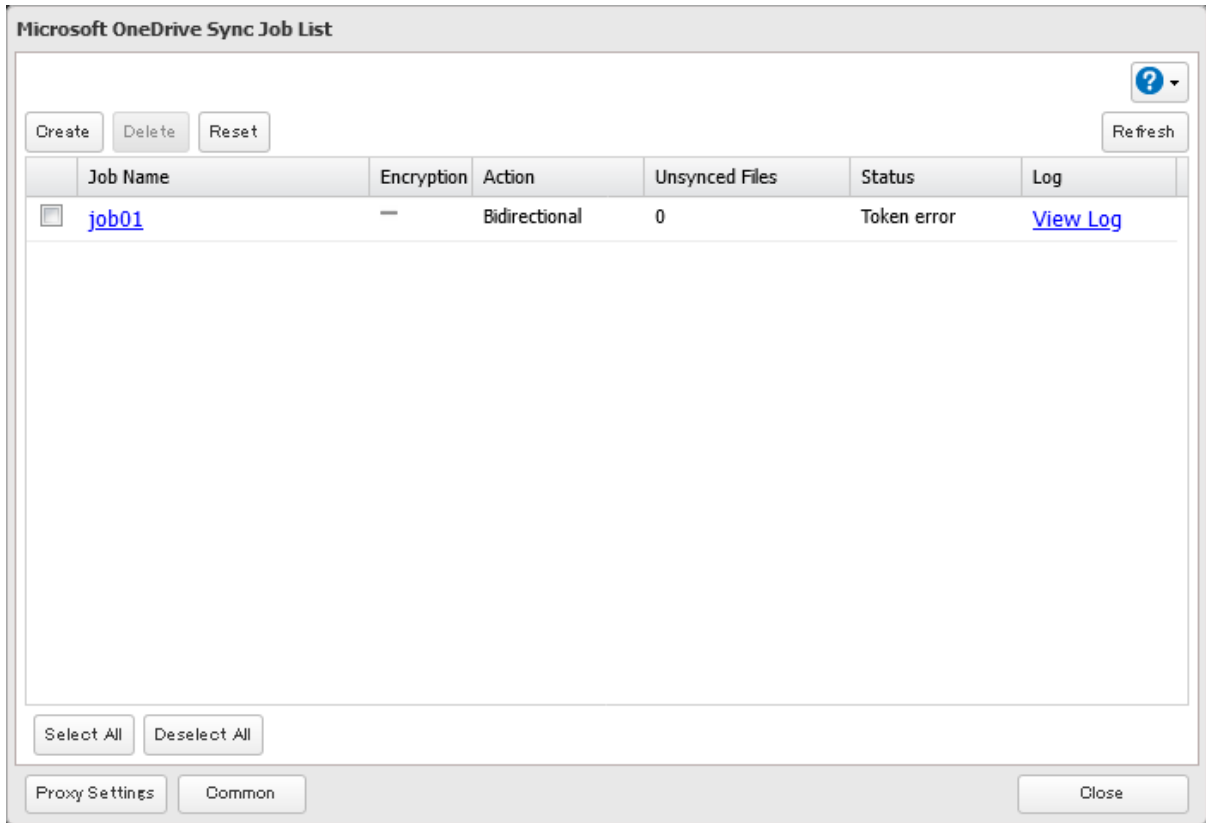 Microsoft OneDrive Sync Job List
?
Create Delete Reset Refresh
Job Name Encryption Action Unsynced Files Status Log
job01 — Bidirectional 0 Token error View Log
Select All Deselect All
Proxy Settings Common Close